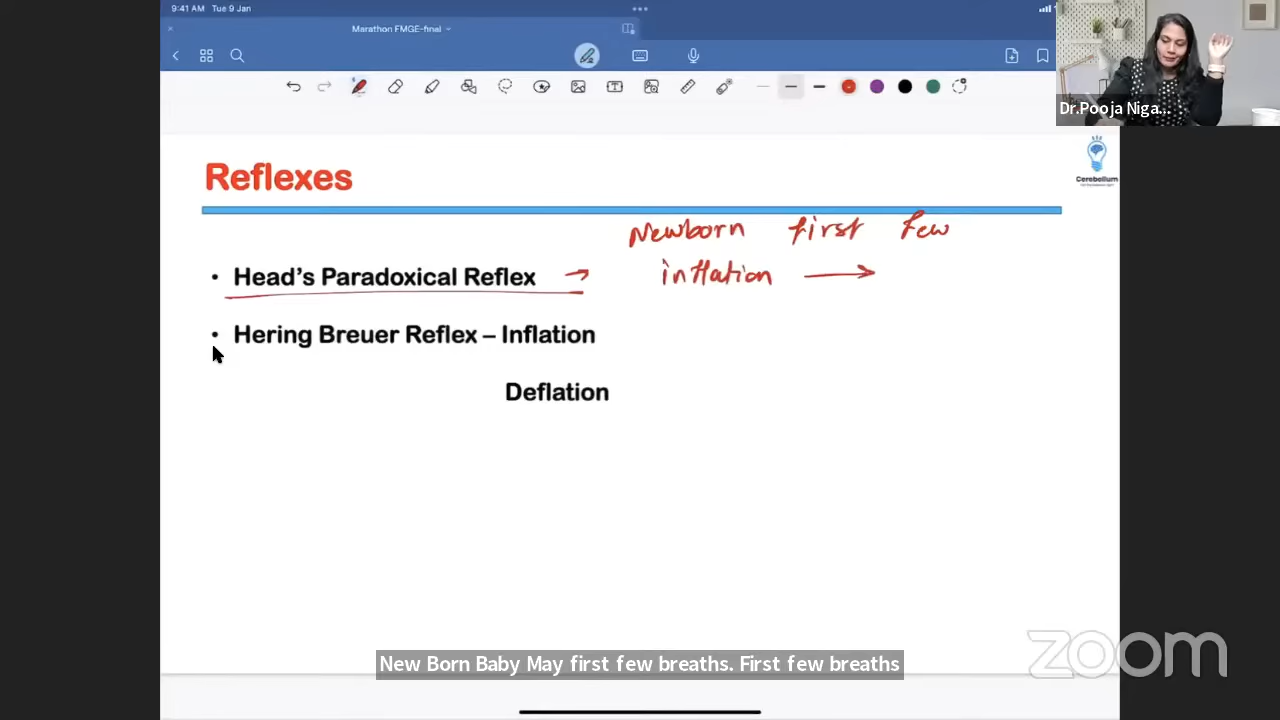 9:41 AM Tue 9 Jan
Marathon FMGE-final
Dr.Pooja Niga...
Cerebellum
Reflexes
Newborn first few
• Head's Paradoxical Reflex → inflation →
• Hering Breuer Reflex – Inflation
Deflation
New Born Baby May first few breaths. First few breaths
zoom